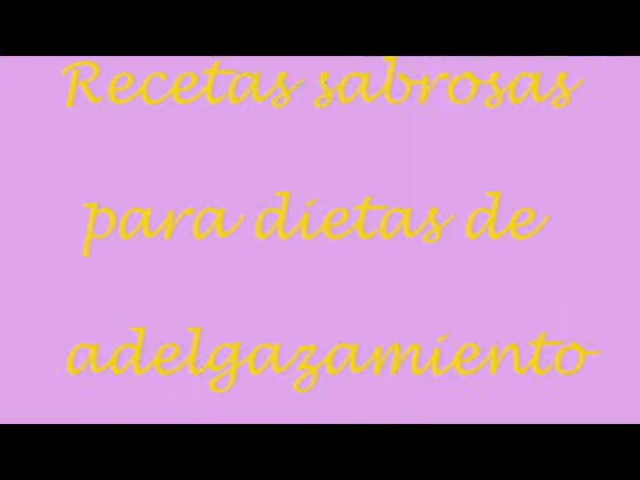 Recetas sabrosas
para dietas de
adelgazamiento